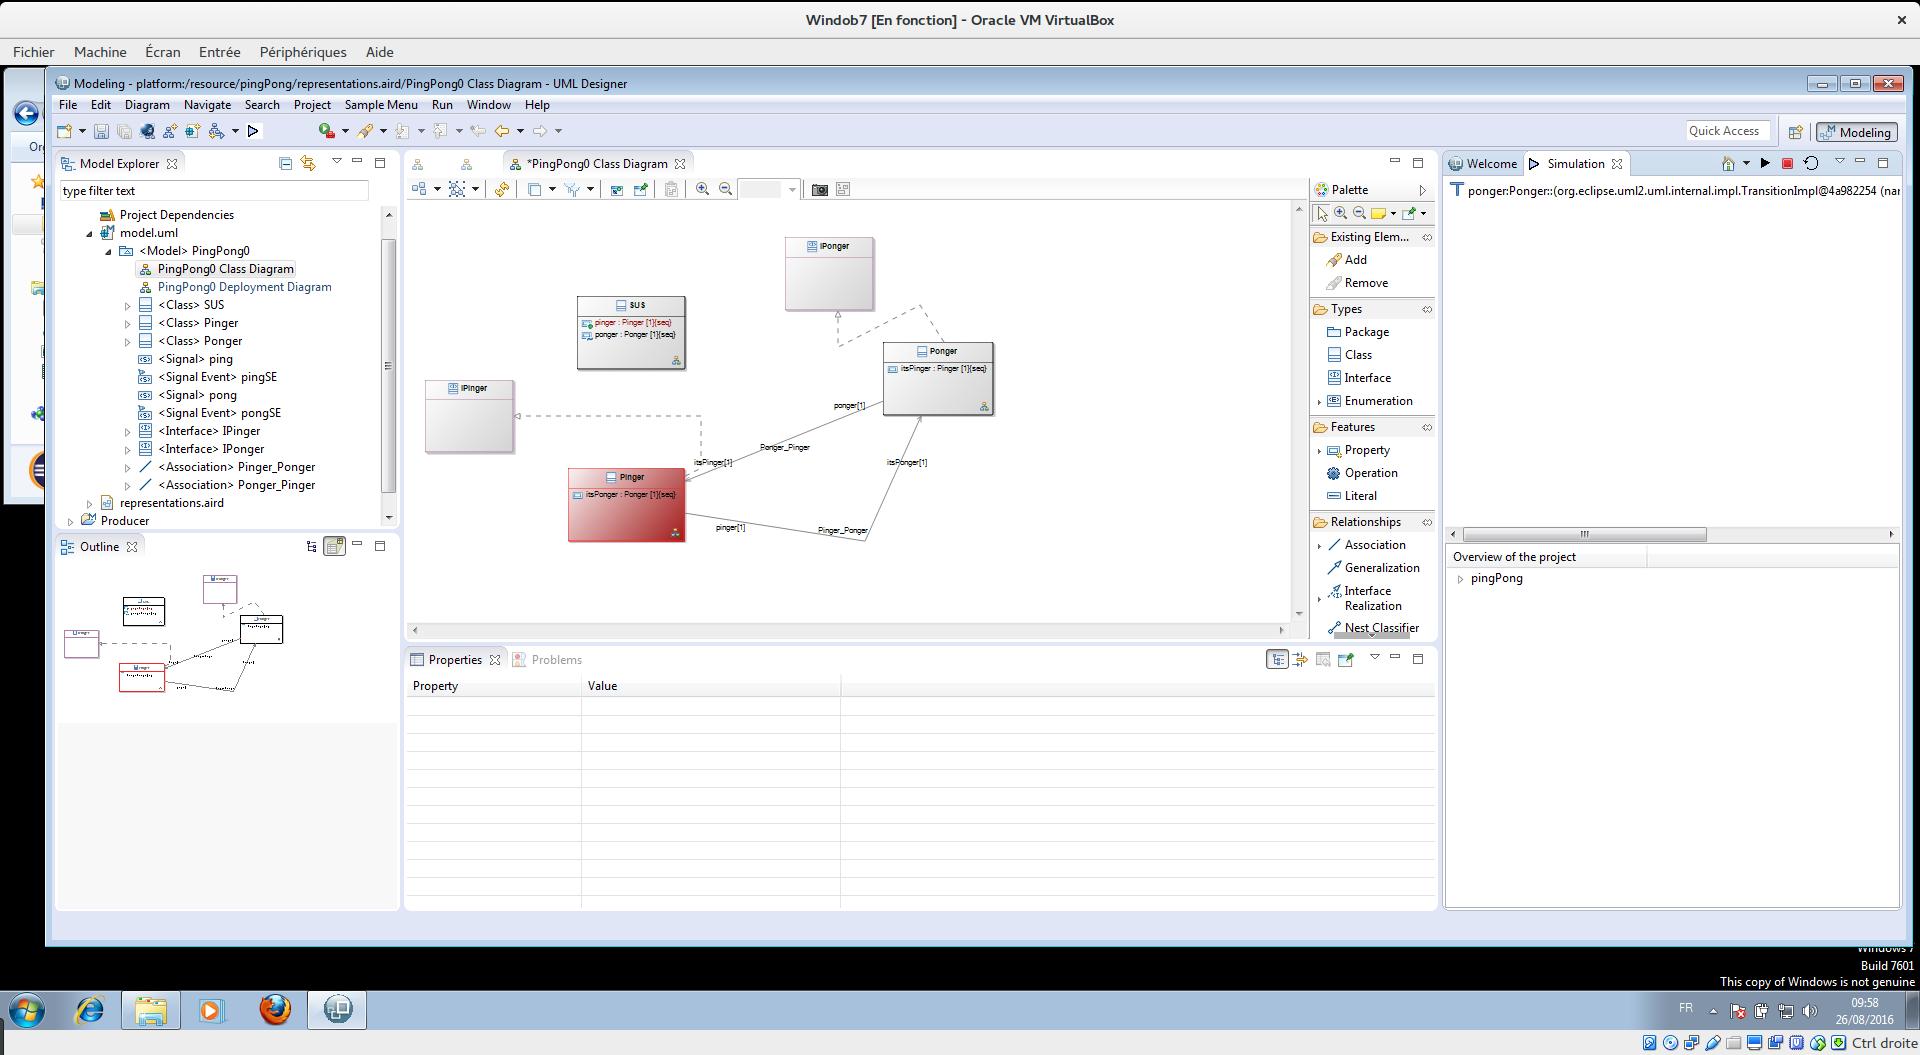 Windob7 [En fonction] - Oracle VM VirtualBox
Fichier Machine Écran Entrée Périphériques Aide
Modeling - platform:/resource/pingPong/representations.aird/PingPong0 Class Diagram - UML Designer
File Edit Diagram Navigate Search Project Sample Menu Run Window Help
Quick Access
Modeling
Model Explorer
type filter text
Project Dependencies
model.uml
<Model> PingPong0
PingPong0 Class Diagram
PingPong0 Deployment Diagram
<Class> SUS
<Class> Pinger
<Class> Ponger
<Signal> ping
<Signal Event> pingSE
<Signal> pong
<Signal Event> pongSE
<Interface> IPinger
<Interface> IPonger
<Association> Pinger_Ponger
<Association> Ponger_Pinger
representations.aird
Producer
Outline
*PingPong0 Class Diagram
IPonger
SUS
pinger : Pinger [1]{seq}
ponger : Ponger [1]{seq}
Ponger
itsPinger : Pinger [1]{seq}
IPinger
ponger[1]
Ponger_Pinger
itsPinger[1]
itsPonger[1]
Pinger
itsPonger : Ponger [1]{seq}
pinger[1]
Pinger_Ponger
Palette
Existing Elem...
Add
Remove
Types
Package
Class
Interface
Enumeration
Features
Property
Operation
Literal
Relationships
Association
Generalization
Interface
Realization
Nest Classifier
Properties
Problems
Property Value
Welcome
Simulation
ponger:Ponger::(org.eclipse.uml2.uml.internal.impl.TransitionImpl@4a982254 (nar
Overview of the project
pingPong
Windows 7
Build 7601
This copy of Windows is not genuine
FR
09:58
26/08/2016
Ctrl droite